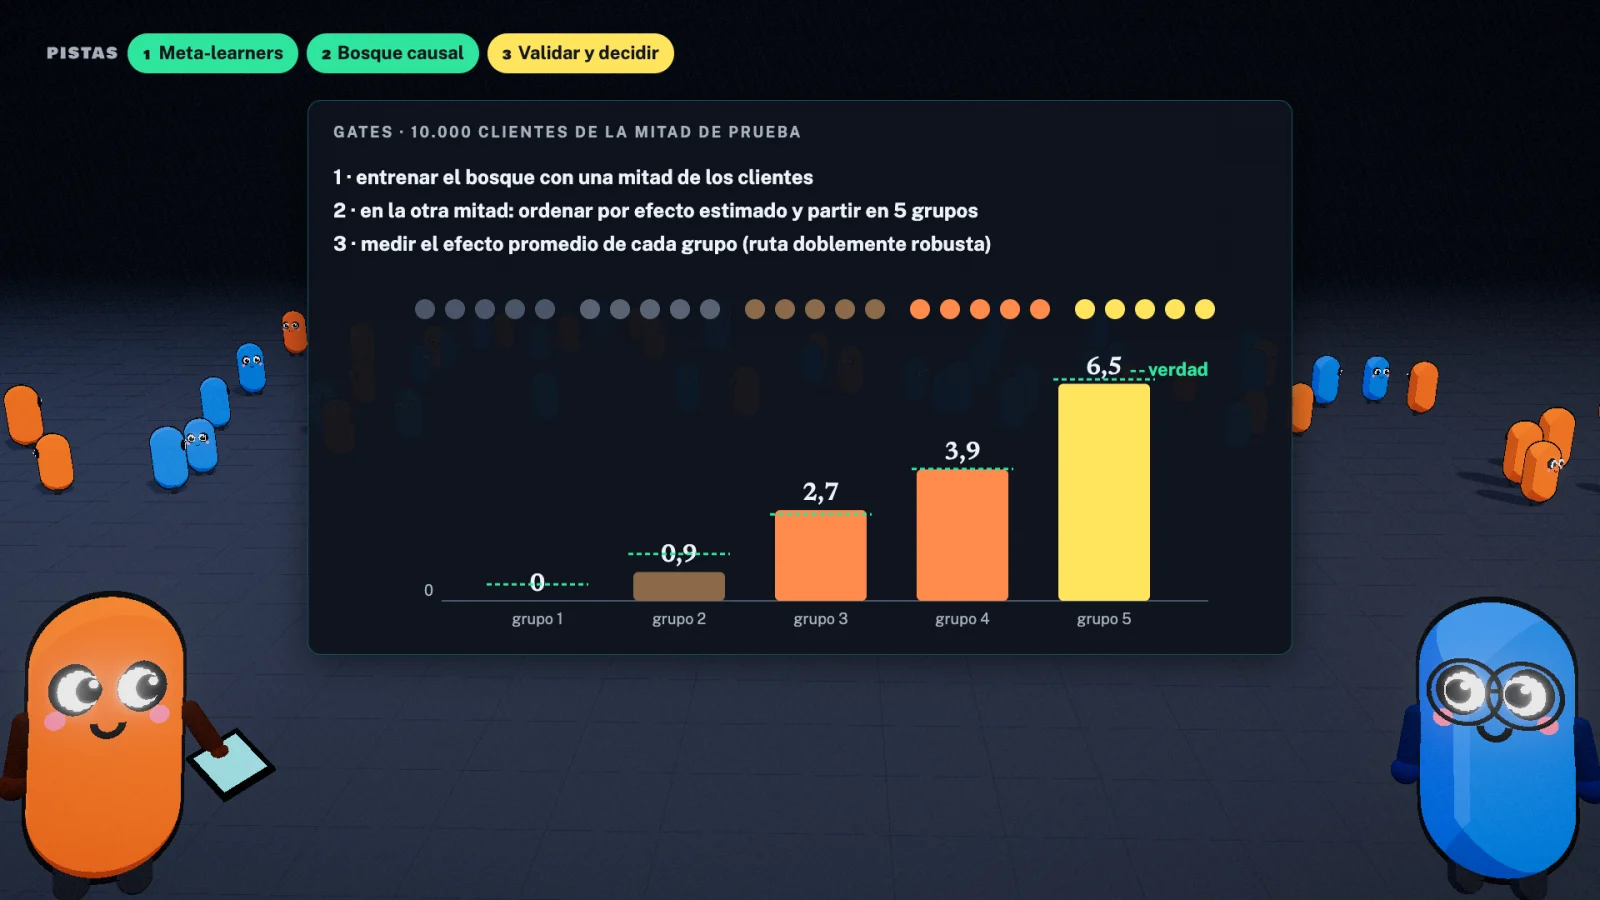 PISTAS 1 Meta-learners 2 Bosque causal 3 Validar y decidir
GATES · 10.000 CLIENTES DE LA MITAD DE PRUEBA
1 · entrenar el bosque con una mitad de los clientes
2 · en la otra mitad: ordenar por efecto estimado y partir en 5 grupos
3 · medir el efecto promedio de cada grupo (ruta doblemente robusta)
6,5 -- verdad
3,9
2,7
0,9
0
0
grupo 1 grupo 2 grupo 3 grupo 4 grupo 5